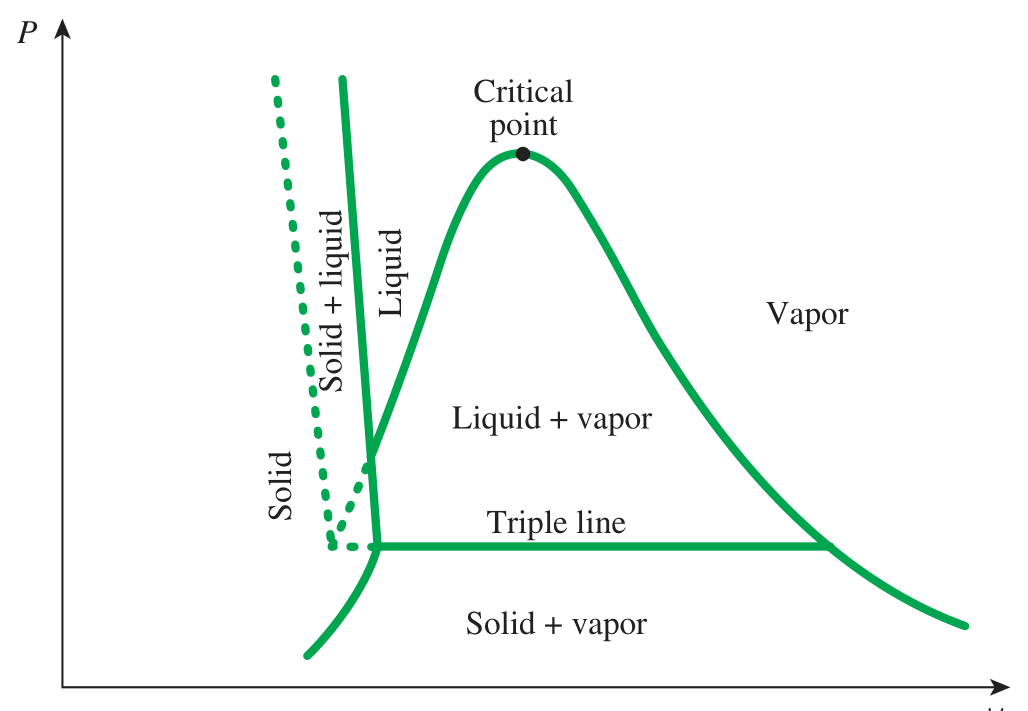 P
Critical
point
Solid + liquid
Liquid
Vapor
Liquid + vapor
Solid
Triple line
Solid + vapor